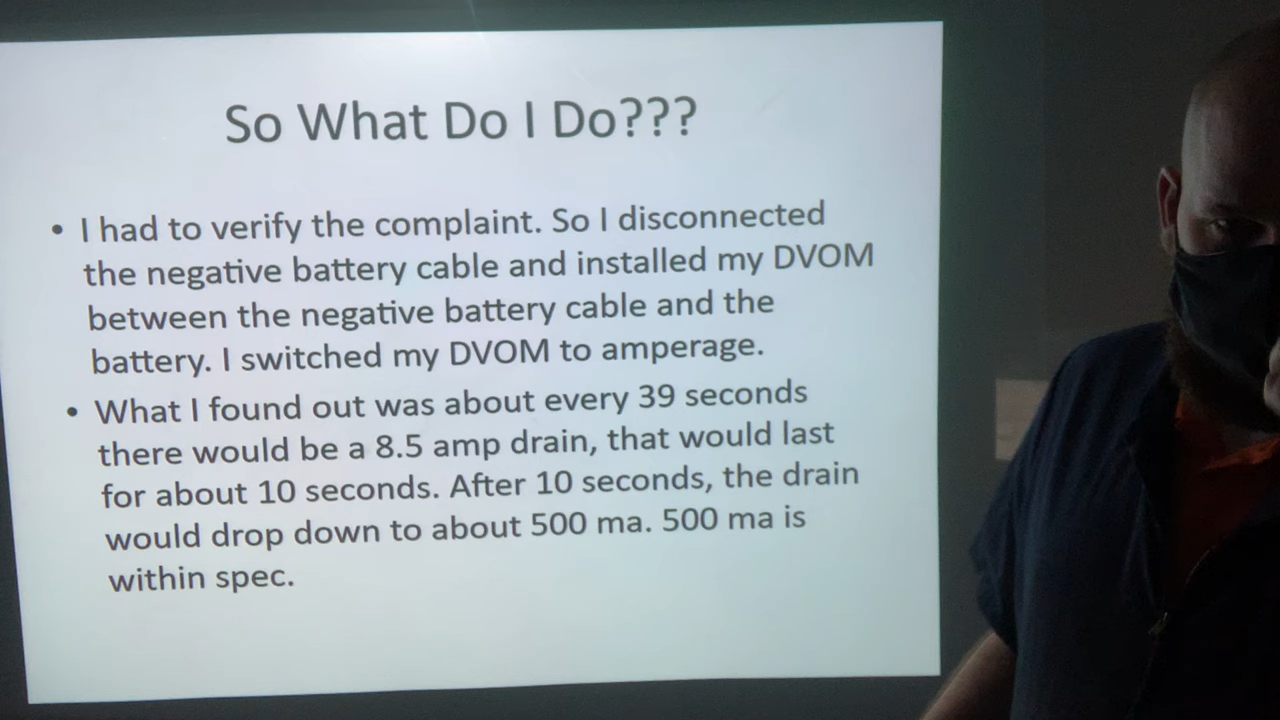 So What Do I Do???
• I had to verify the complaint. So I disconnected
the negative battery cable and installed my DVOM
between the negative battery cable and the
battery. I switched my DVOM to amperage.
• What I found out was about every 39 seconds
there would be a 8.5 amp drain, that would last
for about 10 seconds. After 10 seconds, the drain
would drop down to about 500 ma. 500 ma is
within spec.